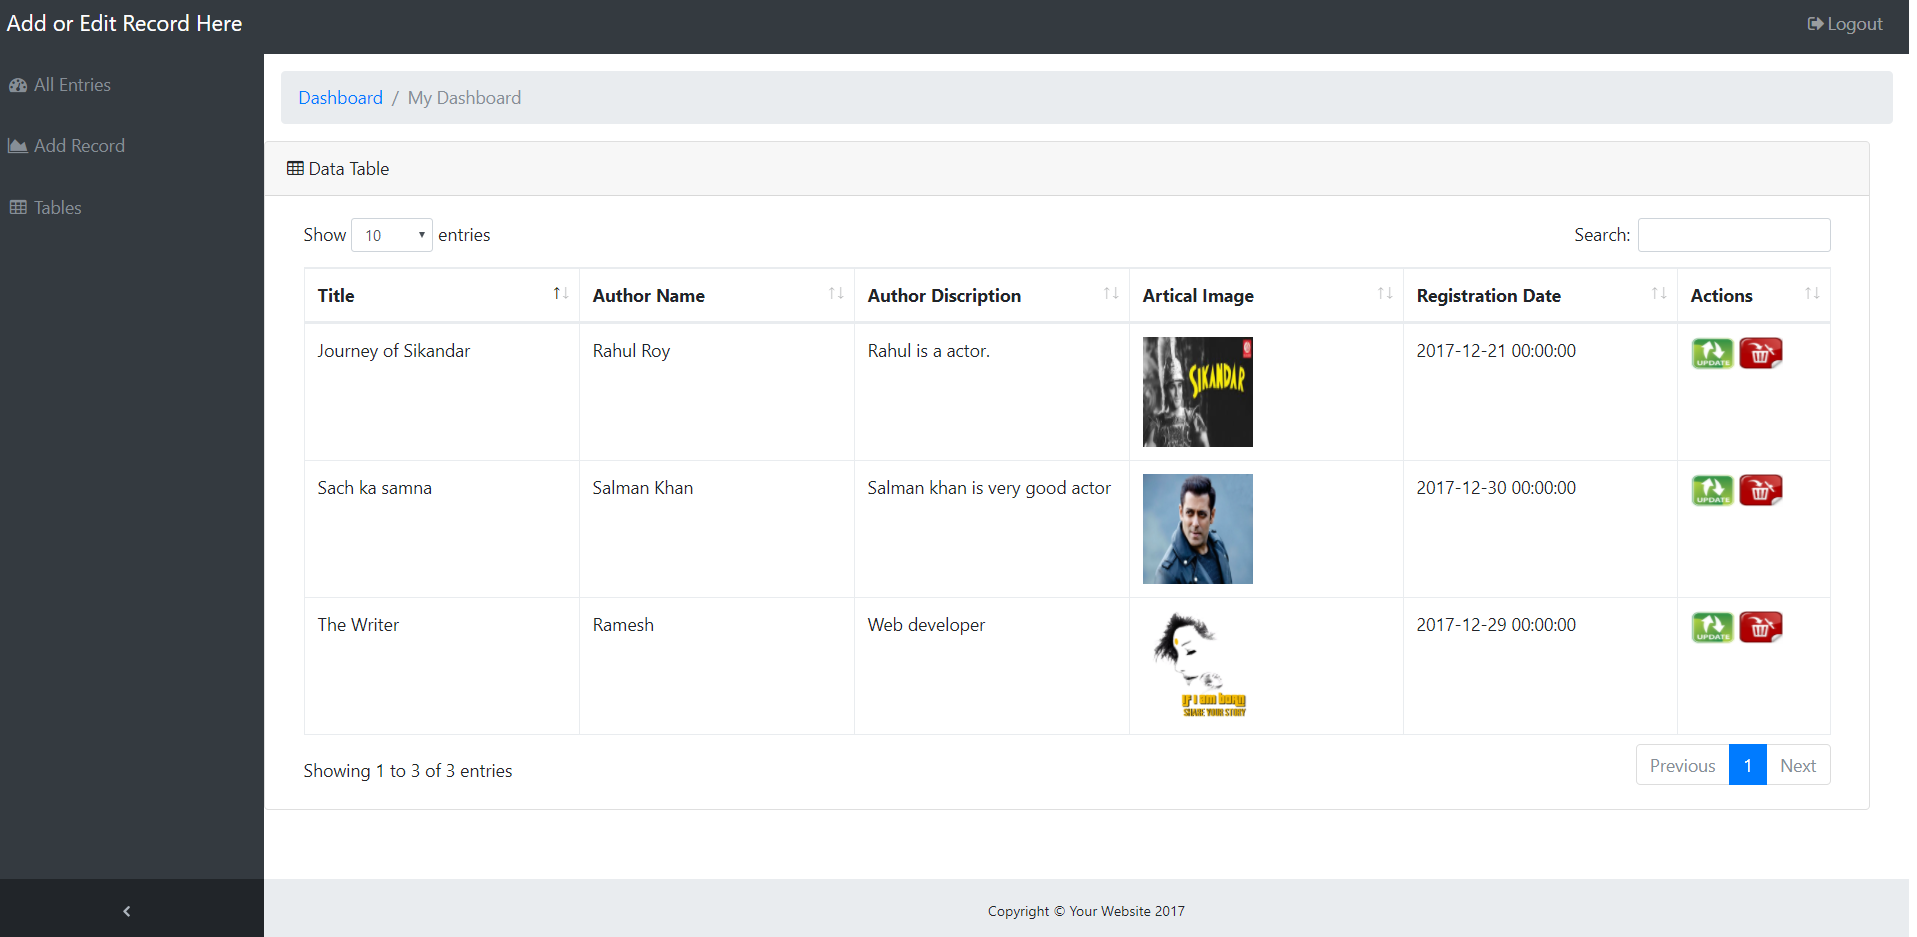 Add or Edit Record Here
Logout
All Entries
Add Record
Tables
Dashboard / My Dashboard
Data Table
Show 10 entries
Search:
Title Author Name Author Discription Artical Image Registration Date Actions
Journey of Sikandar Rahul Roy Rahul is a actor. SIKANDAR 2017-12-21 00:00:00 UPDATE
Sach ka samna Salman Khan Salman khan is very good actor 2017-12-30 00:00:00 UPDATE
The Writer Ramesh Web developer 2017-12-29 00:00:00 UPDATE
SHARE YOUR STORY
Showing 1 to 3 of 3 entries
Previous 1 Next
Copyright © Your Website 2017